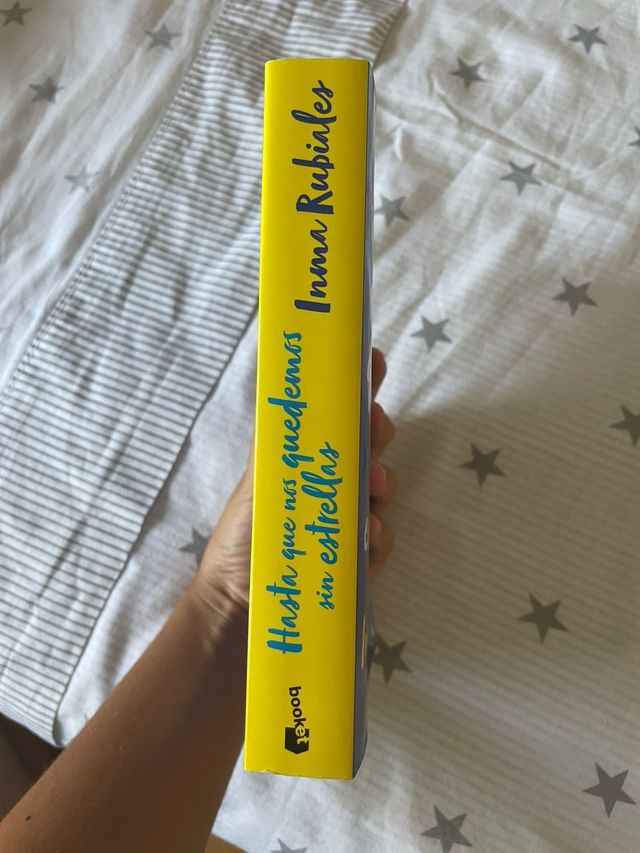 Inma Rubiales
Hasta que nos quedemos
sin estrellas
booket